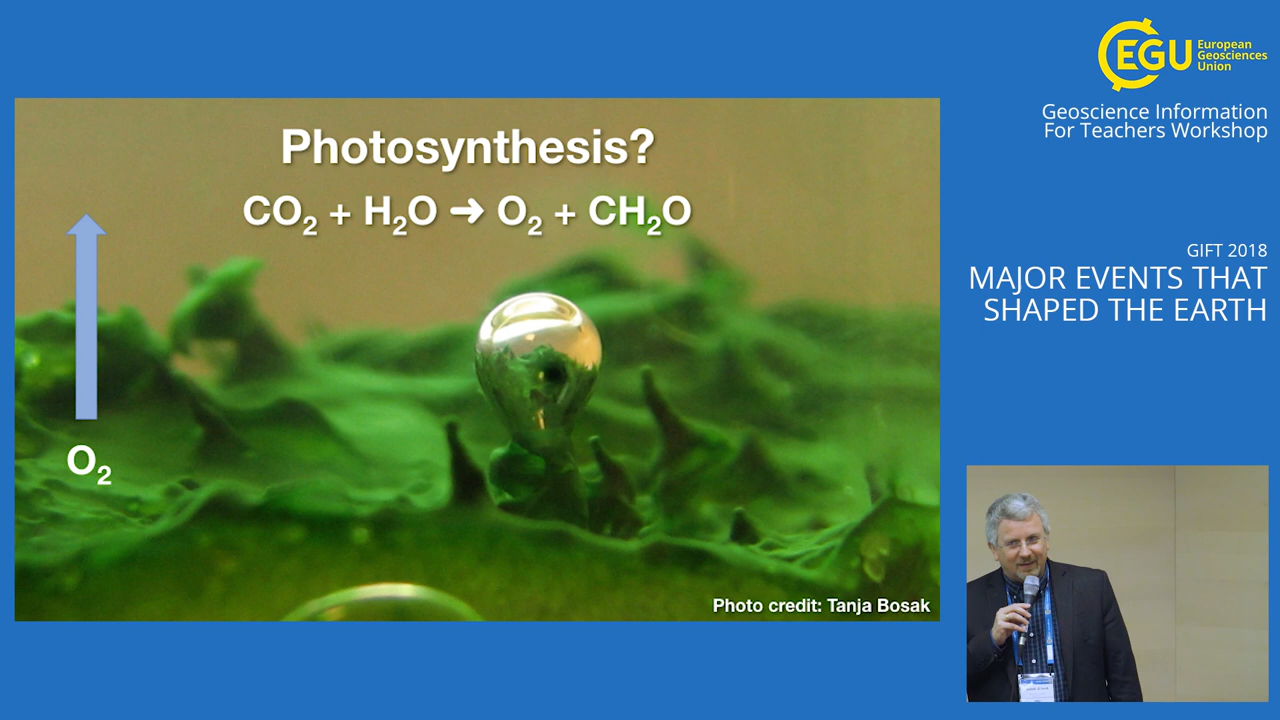 Photosynthesis?
CO₂ + H₂O → O₂ + CH₂O
O₂
Photo credit: Tanja Bosak
EGU
European
Geosciences
Union
Geoscience Information
For Teachers Workshop
GIFT 2018
MAJOR EVENTS THAT
SHAPED THE EARTH